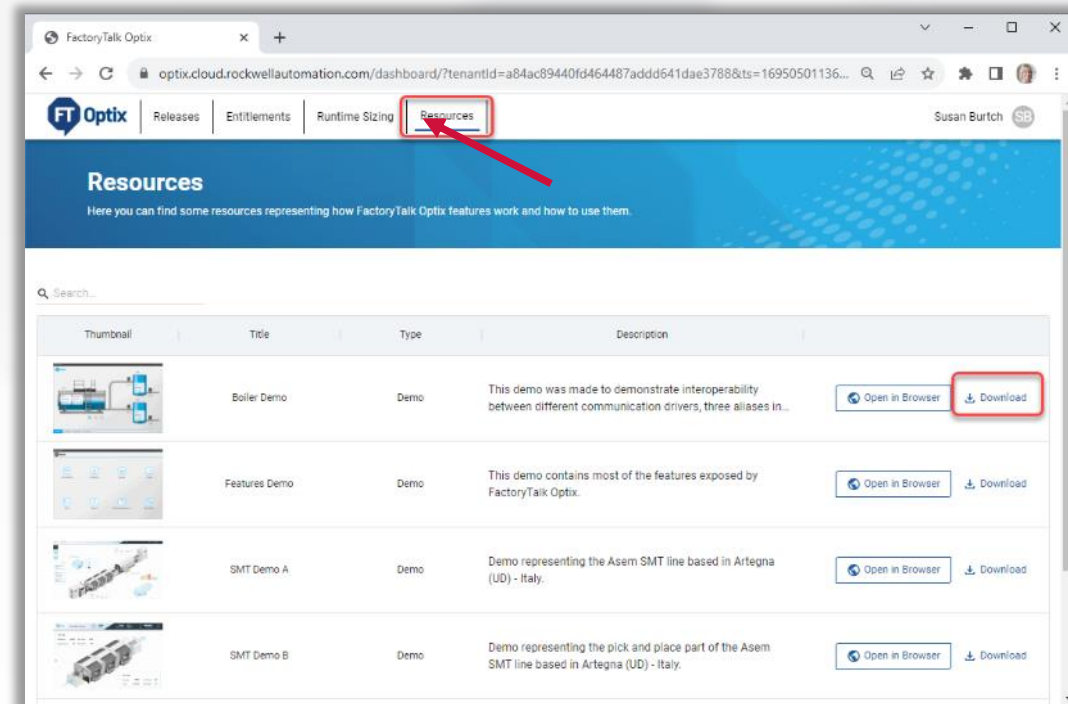 FactoryTalk Optix
optix.cloud.rockwellautomation.com/dashboard/?tenantId=a84ac89440fd464487addd641dae3788&ts=16950501136...
FT Optix
Releases
Entitlements
Runtime Sizing
Resources
Susan Burtch
SB
Resources
Here you can find some resources representing how FactoryTalk Optix features work and how to use them.
Search...
Thumbnail
Title
Type
Description
Boiler Demo
Demo
This demo was made to demonstrate interoperability
between different communication drivers, three aliases in...
Open in Browser
Download
Features Demo
Demo
This demo contains most of the features exposed by
FactoryTalk Optix.
Open in Browser
Download
SMT Demo A
Demo
Demo representing the Asem SMT line based in Artegna
(UD) - Italy.
Open in Browser
Download
SMT Demo B
Demo
Demo representing the pick and place part of the Asem
SMT line based in Artegna (UD) - Italy.
Open in Browser
Download